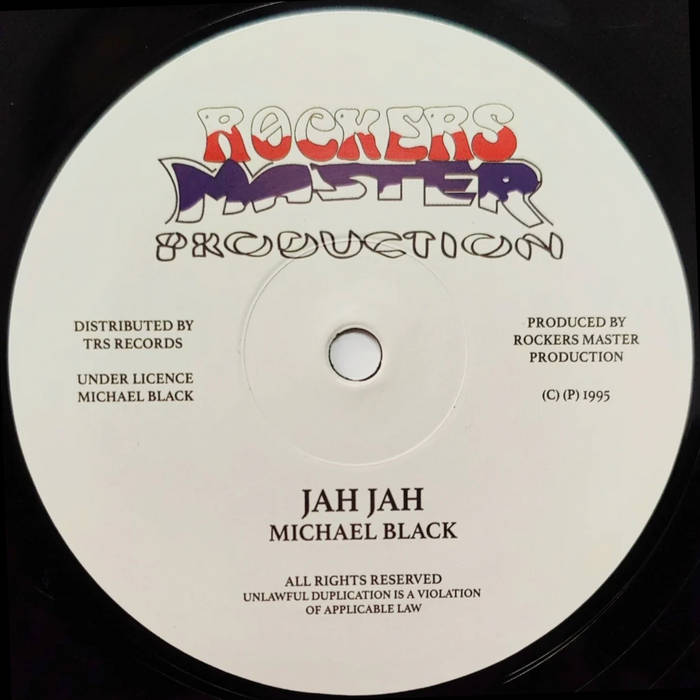 ROCKERS
MASTER
PRODUCTION
DISTRIBUTED BY
TRS RECORDS
UNDER LICENCE
MICHAEL BLACK
PRODUCED BY
ROCKERS MASTER
PRODUCTION
(C) (P) 1995
JAH JAH
MICHAEL BLACK
ALL RIGHTS RESERVED
UNLAWFUL DUPLICATION IS A VIOLATION
OF APPLICABLE LAW